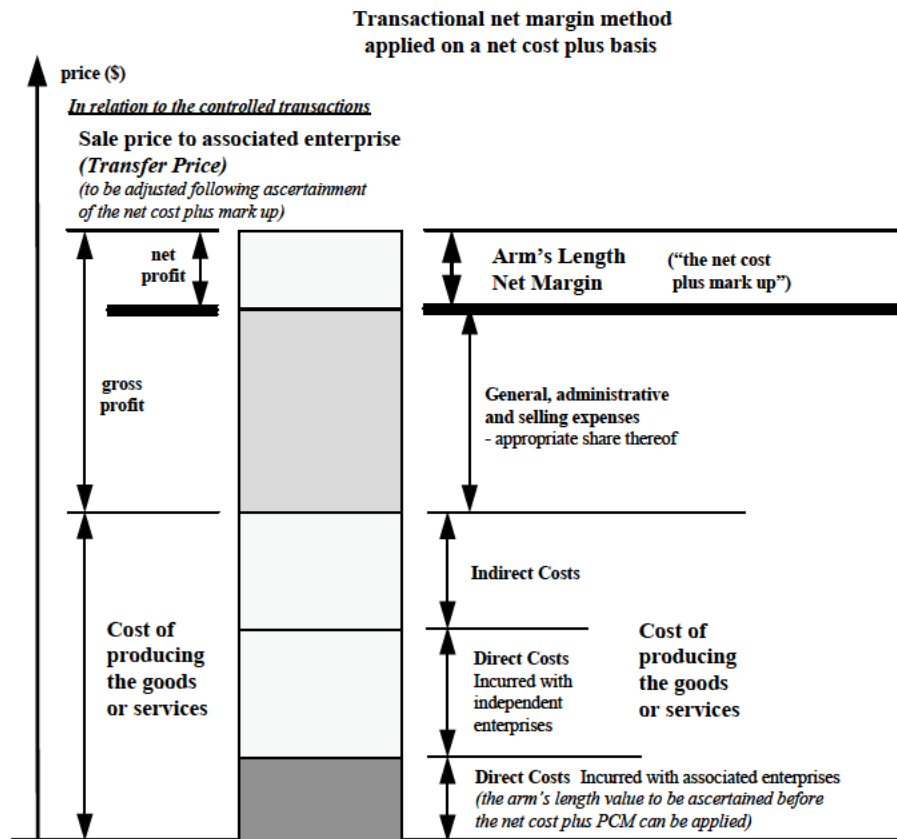 Transactional net margin method
applied on a net cost plus basis
price ($)
In relation to the controlled transactions
Sale price to associated enterprise
(Transfer Price)
(to be adjusted following ascertainment
of the net cost plus mark up)
net
profit
Arm's Length
Net Margin
("the net cost
plus mark up")
gross
profit
General, administrative
and selling expenses
- appropriate share thereof
Indirect Costs
Cost of
producing
the goods
or services
Direct Costs
Incurred with
independent
enterprises
Cost of
producing
the goods
or services
Direct Costs Incurred with associated enterprises
(the arm's length value to be ascertained before
the net cost plus PCM can be applied)